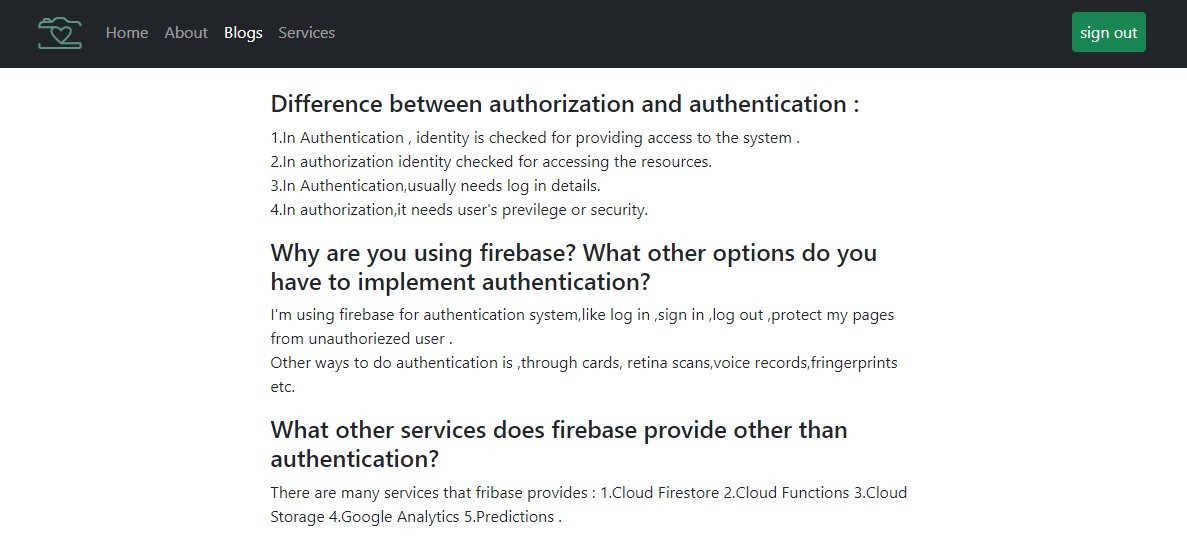 Home About Blogs Services sign out
Difference between authorization and authentication :
1.In Authentication , identity is checked for providing access to the system .
2.In authorization identity checked for accessing the resources.
3.In Authentication,usually needs log in details.
4.In authorization,it needs user's previlege or security.
Why are you using firebase? What other options do you
have to implement authentication?
I'm using firebase for authentication system,like log in ,sign in ,log out ,protect my pages
from unauthoriezed user .
Other ways to do authentication is ,through cards, retina scans,voice records,fringerprints
etc.
What other services does firebase provide other than
authentication?
There are many services that fribase provides : 1.Cloud Firestore 2.Cloud Functions 3.Cloud
Storage 4.Google Analytics 5.Predictions .